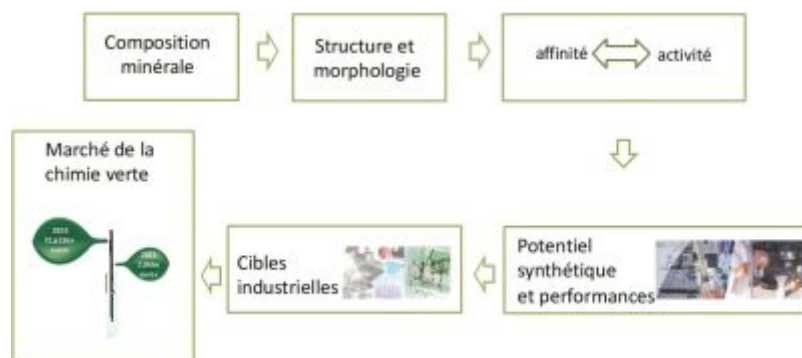 Composition
minérale
Structure et
morphologie
affinité
activité
Potentiel
synthétique
et performances
Cibles
industrielles
Marché de la
chimie verte